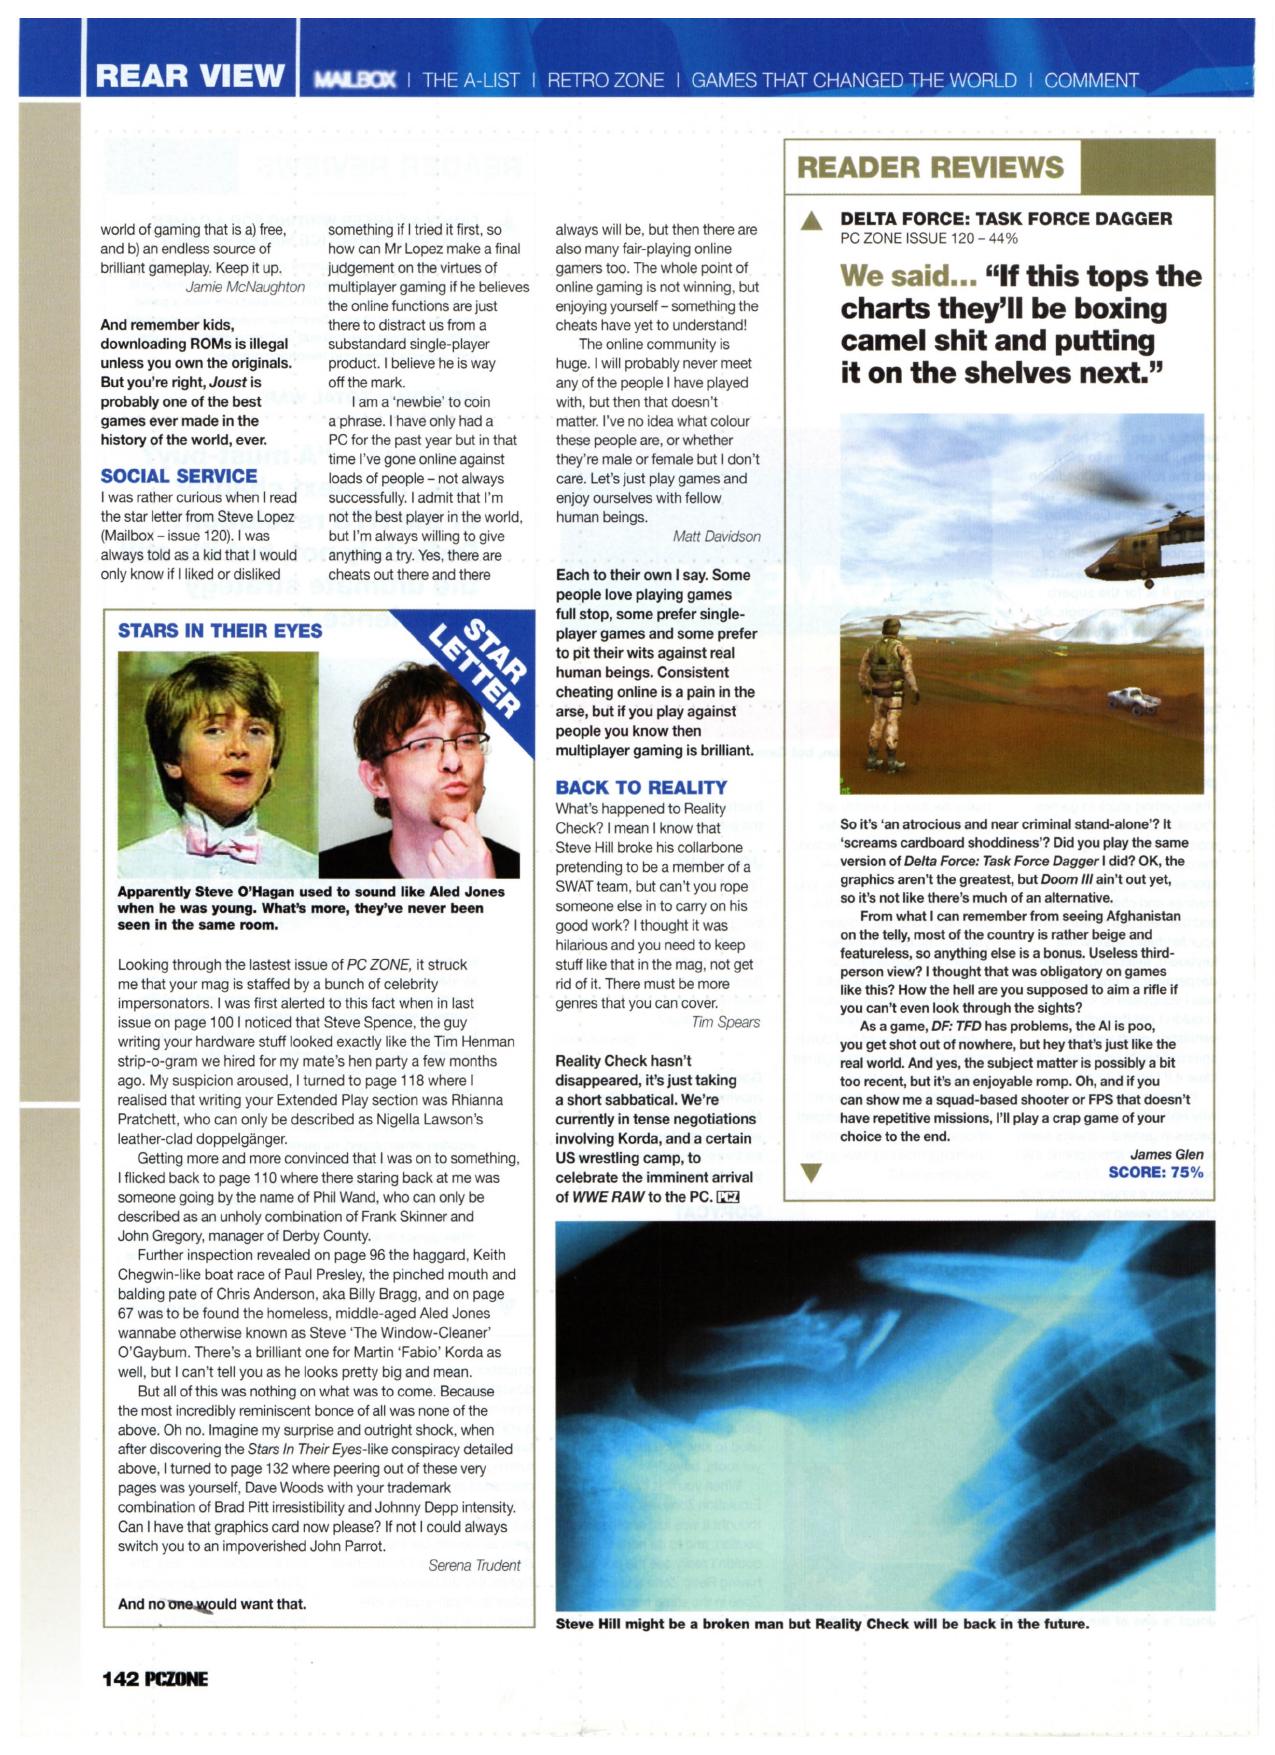 REAR VIEW
MAILBOX | THE A-LIST | RETRO ZONE | GAMES THAT CHANGED THE WORLD | COMMENT
world of gaming that is a) free,
and b) an endless source of
brilliant gameplay. Keep it up.
Jamie McNaughton
And remember kids,
downloading ROMs is illegal
unless you own the originals.
But you're right, Joust is
probably one of the best
games ever made in the
history of the world, ever.
SOCIAL SERVICE
I was rather curious when I read
the star letter from Steve Lopez
(Mailbox – issue 120). I was
always told as a kid that I would
only know if I liked or disliked
something if I tried it first, so
how can Mr Lopez make a final
judgement on the virtues of
multiplayer gaming if he believes
the online functions are just
there to distract us from a
substandard single-player
product. I believe he is way
off the mark.
I am a 'newbie' to coin
a phrase. I have only had a
PC for the past year but in that
time I've gone online against
loads of people – not always
successfully. I admit that I'm
not the best player in the world,
but I'm always willing to give
anything a try. Yes, there are
cheats out there and there
always will be, but then there are
also many fair-playing online
gamers too. The whole point of
online gaming is not winning, but
enjoying yourself – something the
cheats have yet to understand!
The online community is
huge. I will probably never meet
any of the people I have played
with, but then that doesn't
matter. I've no idea what colour
these people are, or whether
they're male or female but I don't
care. Let's just play games and
enjoy ourselves with fellow
human beings.
Matt Davidson
Each to their own I say. Some
people love playing games
full stop, some prefer single-
player games and some prefer
to pit their wits against real
human beings. Consistent
cheating online is a pain in the
arse, but if you play against
people you know then
multiplayer gaming is brilliant.
BACK TO REALITY
What's happened to Reality
Check? I mean I know that
Steve Hill broke his collarbone
pretending to be a member of a
SWAT team, but can't you rope
someone else in to carry on his
good work? I thought it was
hilarious and you need to keep
stuff like that in the mag, not get
rid of it. There must be more
genres that you can cover.
Tim Spears
Reality Check hasn't
disappeared, it's just taking
a short sabbatical. We're
currently in tense negotiations
involving Korda, and a certain
US wrestling camp, to
celebrate the imminent arrival
of WWE RAW to the PC. PCZ
STARS IN THEIR EYES
STAR
LETTER
Apparently Steve O'Hagan used to sound like Aled Jones
when he was young. What's more, they've never been
seen in the same room.
Looking through the lastest issue of PC ZONE, it struck
me that your mag is staffed by a bunch of celebrity
impersonators. I was first alerted to this fact when in last
issue on page 100 I noticed that Steve Spence, the guy
writing your hardware stuff looked exactly like the Tim Henman
strip-o-gram we hired for my mate's hen party a few months
ago. My suspicion aroused, I turned to page 118 where I
realised that writing your Extended Play section was Rhianna
Pratchett, who can only be described as Nigella Lawson's
leather-clad doppelgänger.
Getting more and more convinced that I was on to something,
I flicked back to page 110 where there staring back at me was
someone going by the name of Phil Wand, who can only be
described as an unholy combination of Frank Skinner and
John Gregory, manager of Derby County.
Further inspection revealed on page 96 the haggard, Keith
Chegwin-like boat race of Paul Presley, the pinched mouth and
balding pate of Chris Anderson, aka Billy Bragg, and on page
67 was to be found the homeless, middle-aged Aled Jones
wannabe otherwise known as Steve 'The Window-Cleaner'
O'Gaybum. There's a brilliant one for Martin 'Fabio' Korda as
well, but I can't tell you as he looks pretty big and mean.
But all of this was nothing on what was to come. Because
the most incredibly reminiscent bonce of all was none of the
above. Oh no. Imagine my surprise and outright shock, when
after discovering the Stars In Their Eyes-like conspiracy detailed
above, I turned to page 132 where peering out of these very
pages was yourself, Dave Woods with your trademark
combination of Brad Pitt irresistibility and Johnny Depp intensity.
Can I have that graphics card now please? If not I could always
switch you to an impoverished John Parrot.
Serena Trudent
And no one would want that.
READER REVIEWS
DELTA FORCE: TASK FORCE DAGGER
PC ZONE ISSUE 120 – 44%
We said... "If this tops the
charts they'll be boxing
camel shit and putting
it on the shelves next."
So it's 'an atrocious and near criminal stand-alone'? It
'screams cardboard shoddiness'? Did you play the same
version of Delta Force: Task Force Dagger I did? OK, the
graphics aren't the greatest, but Doom III ain't out yet,
so it's not like there's much of an alternative.
From what I can remember from seeing Afghanistan
on the telly, most of the country is rather beige and
featureless, so anything else is a bonus. Useless third-
person view? I thought that was obligatory on games
like this? How the hell are you supposed to aim a rifle if
you can't even look through the sights?
As a game, DF: TFD has problems, the AI is poo,
you get shot out of nowhere, but hey that's just like the
real world. And yes, the subject matter is possibly a bit
too recent, but it's an enjoyable romp. Oh, and if you
can show me a squad-based shooter or FPS that doesn't
have repetitive missions, I'll play a crap game of your
choice to the end.
James Glen
SCORE: 75%
Steve Hill might be a broken man but Reality Check will be back in the future.
142 PCZONE